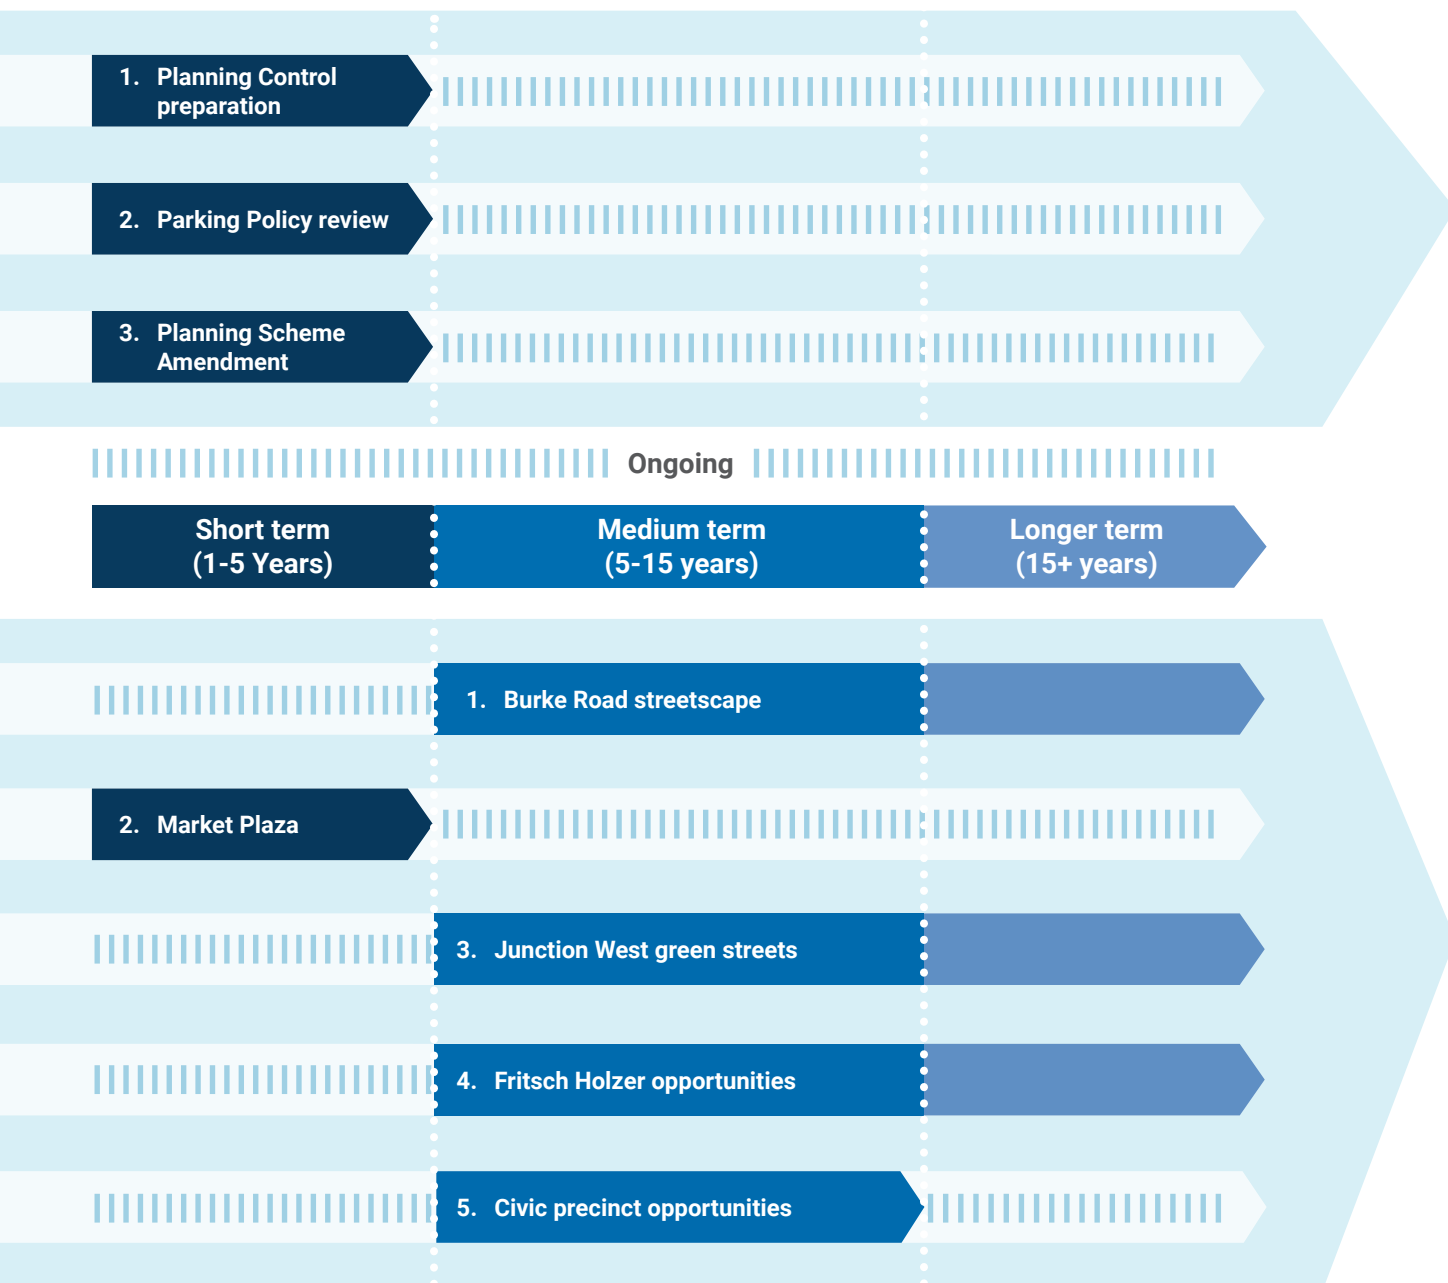 1. Planning Control
preparation
2. Parking Policy review
3. Planning Scheme
Amendment
Ongoing
Short term
(1-5 Years)
Medium term
(5-15 years)
Longer term
(15+ years)
1. Burke Road streetscape
2. Market Plaza
3. Junction West green streets
4. Fritsch Holzer opportunities
5. Civic precinct opportunities